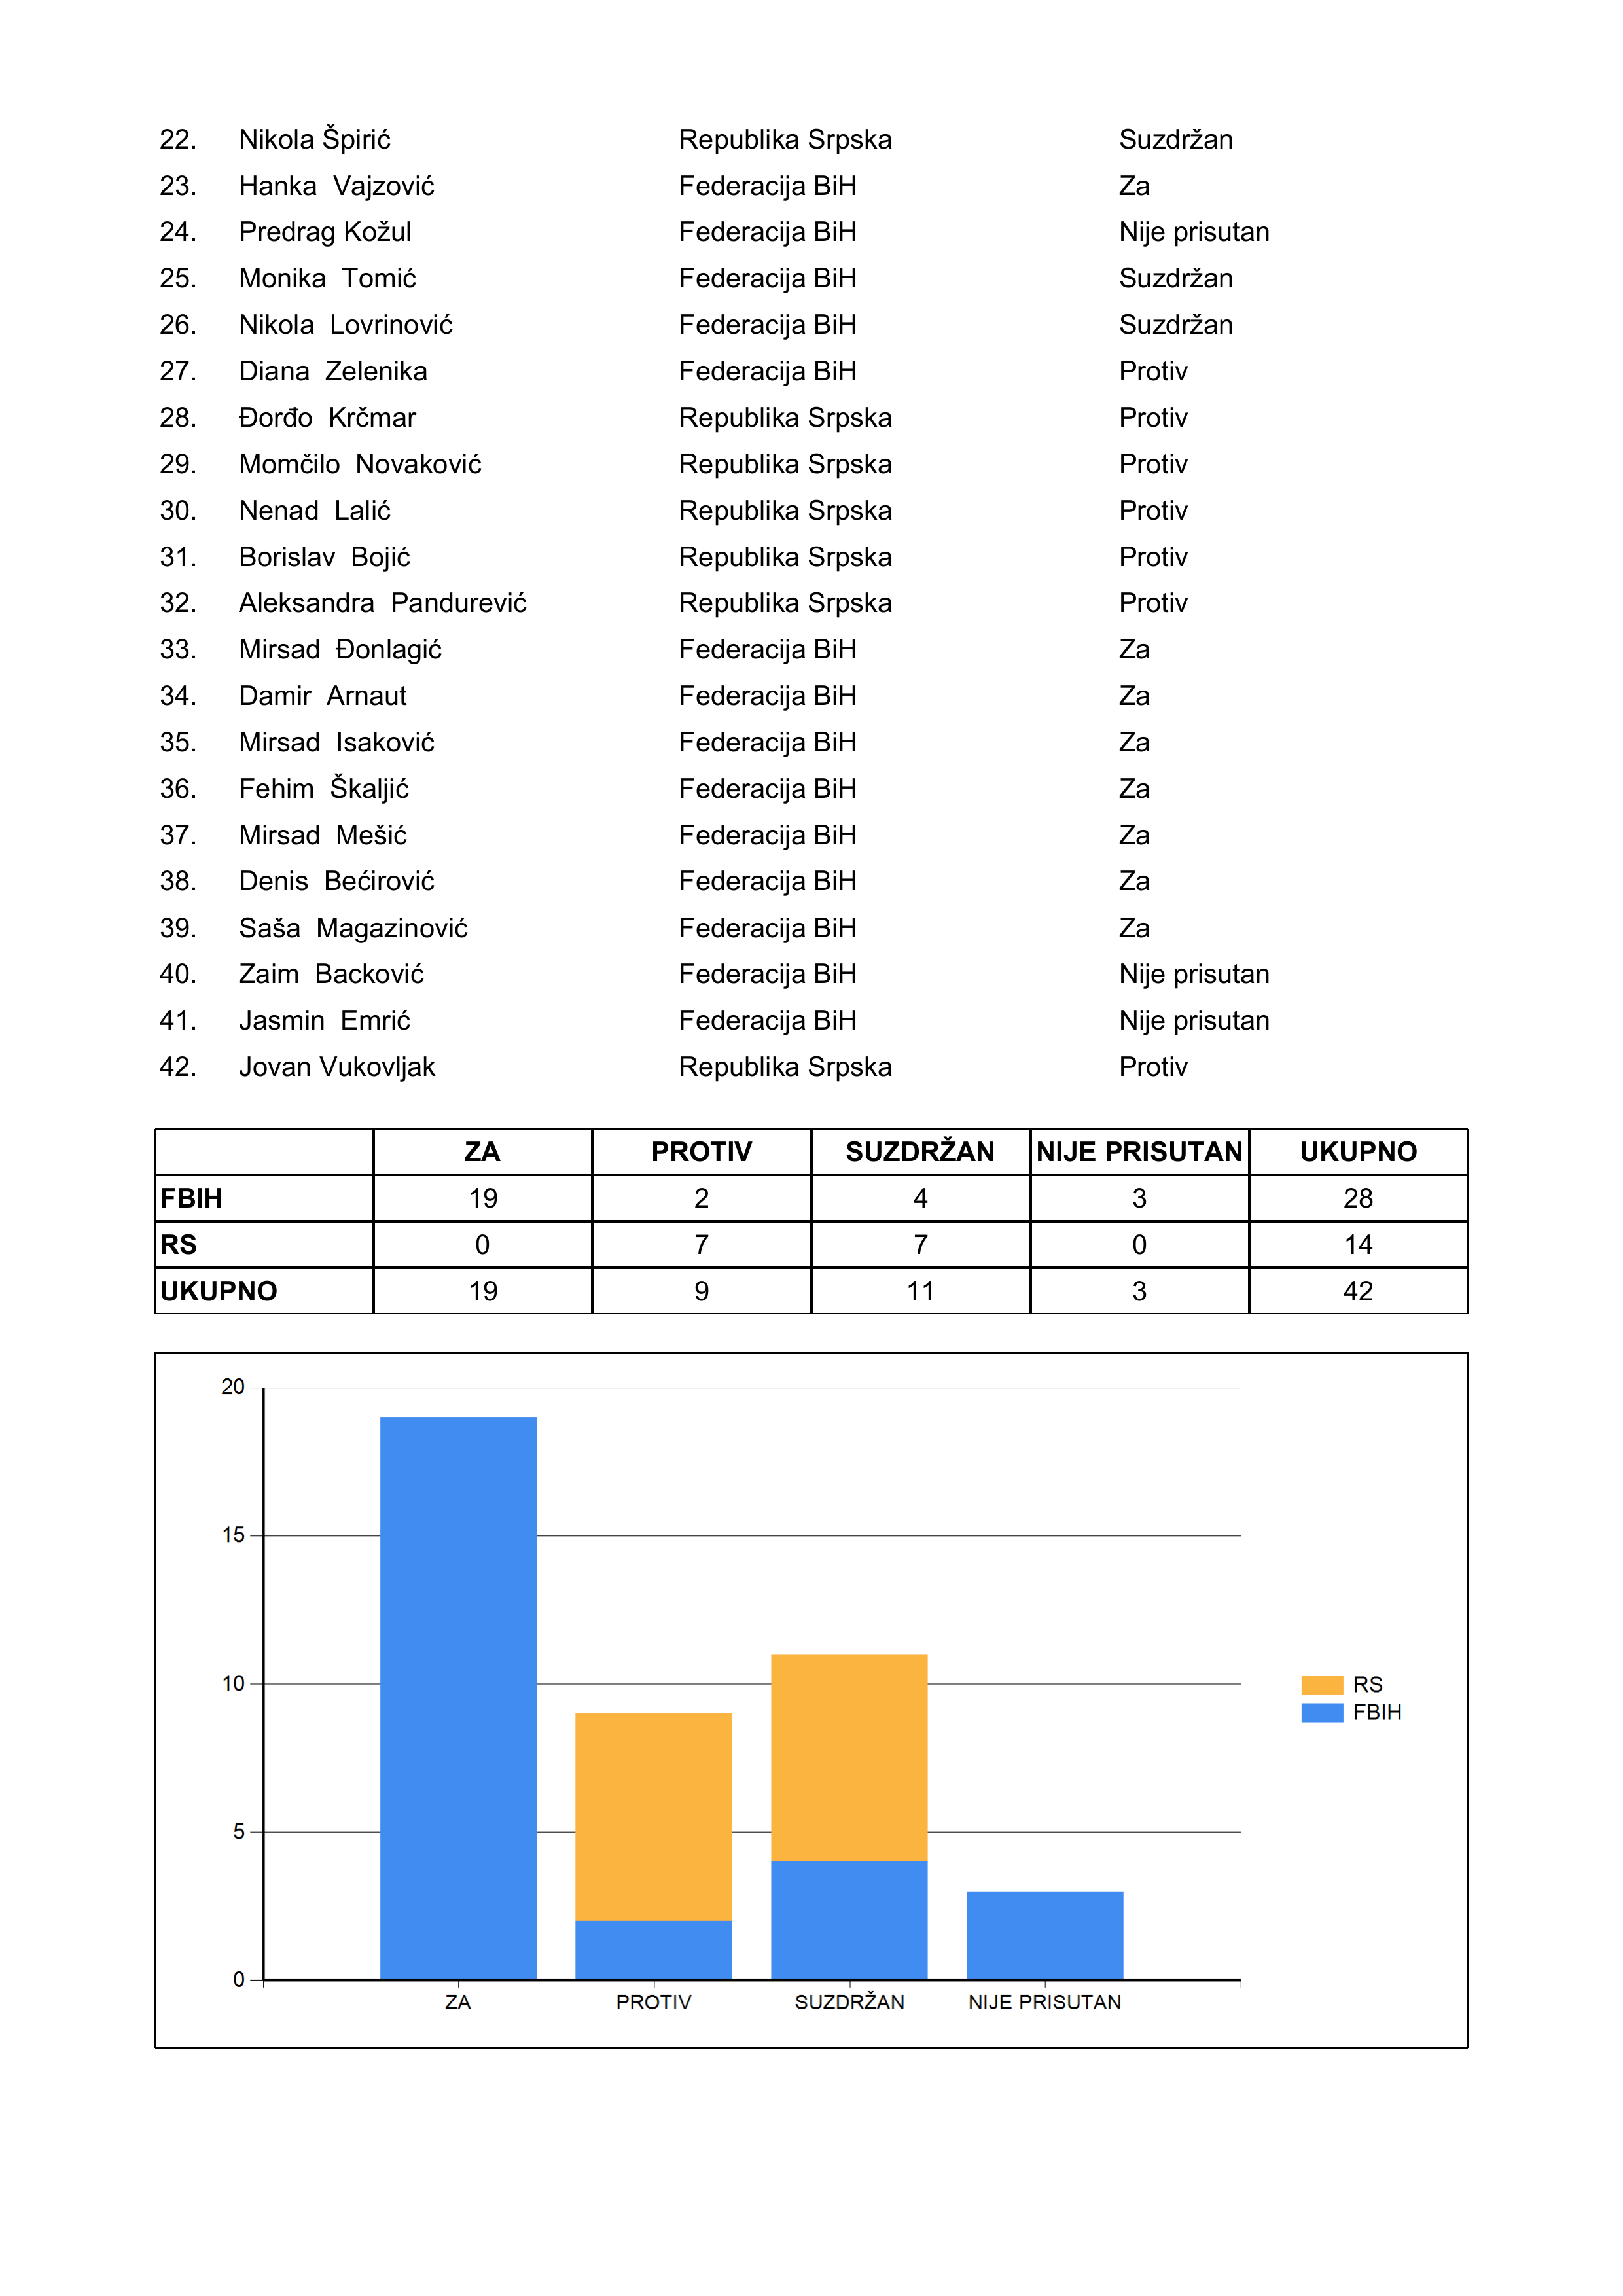 22. Nikola Špirić Republika Srpska Suzdržan
23. Hanka Vajzović Federacija BiH Za
24. Predrag Kožul Federacija BiH Nije prisutan
25. Monika Tomić Federacija BiH Suzdržan
26. Nikola Lovrinović Federacija BiH Suzdržan
27. Diana Zelenika Federacija BiH Protiv
28. Đorđo Krčmar Republika Srpska Protiv
29. Momčilo Novaković Republika Srpska Protiv
30. Nenad Lalić Republika Srpska Protiv
31. Borislav Bojić Republika Srpska Protiv
32. Aleksandra Pandurević Republika Srpska Protiv
33. Mirsad Đonlagić Federacija BiH Za
34. Damir Arnaut Federacija BiH Za
35. Mirsad Isaković Federacija BiH Za
36. Fehim Škaljić Federacija BiH Za
37. Mirsad Mešić Federacija BiH Za
38. Denis Bećirović Federacija BiH Za
39. Saša Magazinović Federacija BiH Za
40. Zaim Backović Federacija BiH Nije prisutan
41. Jasmin Emrić Federacija BiH Nije prisutan
42. Jovan Vukovljak Republika Srpska Protiv
ZA PROTIV SUZDRŽAN NIJE PRISUTAN UKUPNO
FBIH 19 2 4 3 28
RS 0 7 7 0 14
UKUPNO 19 9 11 3 42
20
15
10
5
0
ZA PROTIV SUZDRŽAN NIJE PRISUTAN
RS
FBIH